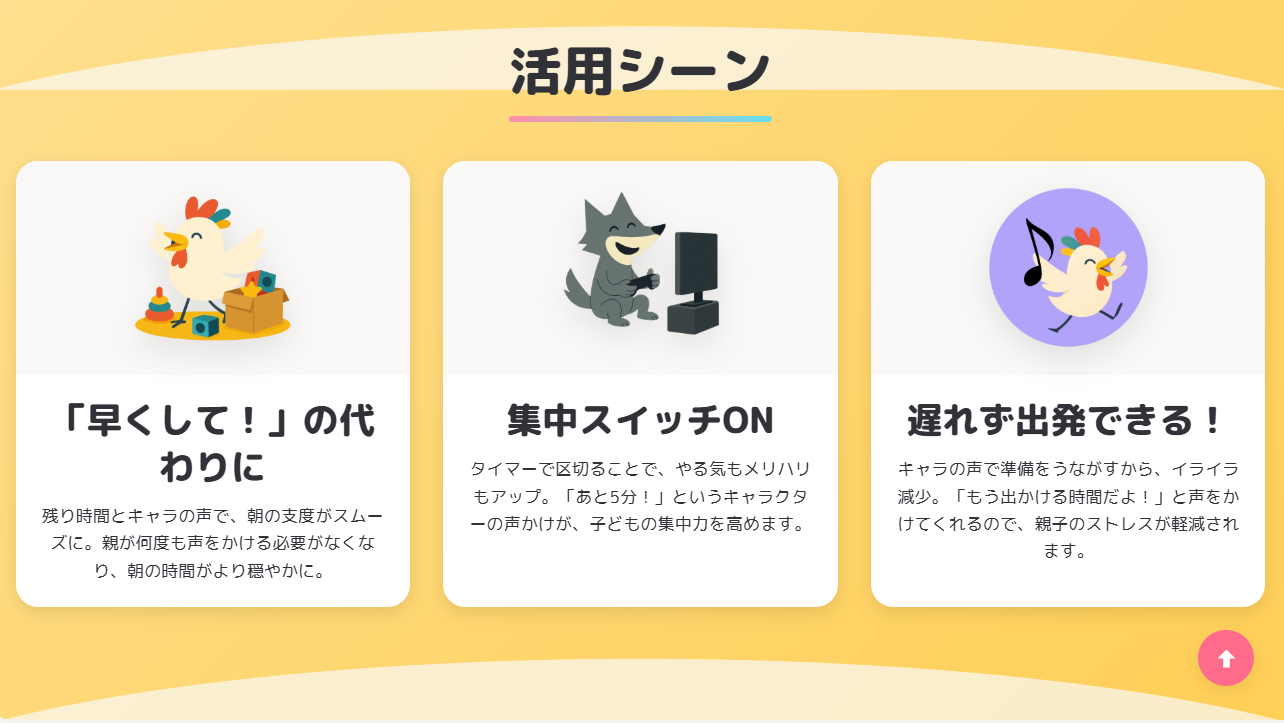 活用シーン
「早くして！」の代
わりに
残り時間とキャラの声で、朝の支度がスムー
ズに。親が何度も声をかける必要がなくな
り、朝の時間がより穏やかに。
集中スイッチON
タイマーで区切ることで、やる気もメリハリ
もアップ。「あと5分！」というキャラクタ
ーの声かけが、子どもの集中力を高めます。
遅れず出発できる！
キャラの声で準備をうながすから、イライラ
減少。「もう出かける時間だよ！」と声をか
けてくれるので、親子のストレスが軽減され
ます。